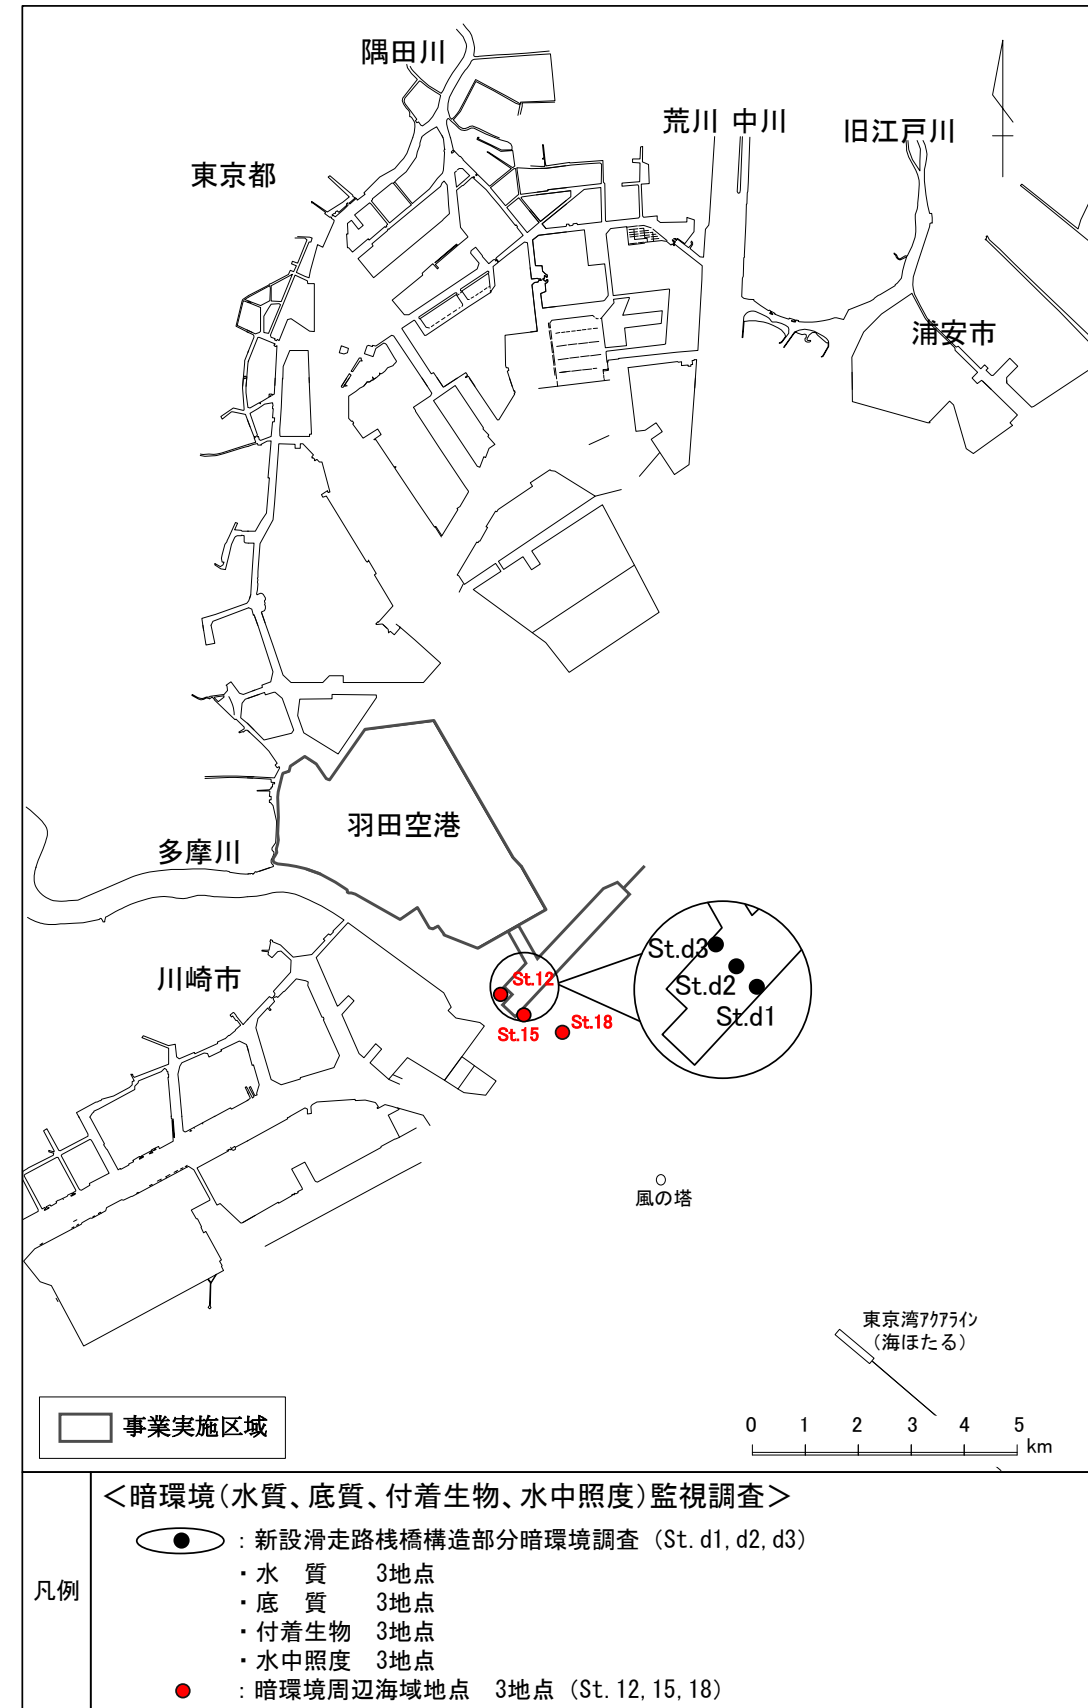 隅田川
荒川 中川
旧江戸川
東京都
浦安市
羽田空港
多摩川
川崎市
St.12
St.15
St.18
St.d3
St.d2
St.d1
風の塔
東京湾ｱｸｱﾗｲﾝ
（海ほたる）
事業実施区域
0 1 2 3 4 5
km
凡例
＜暗環境（水質、底質、付着生物、水中照度）監視調査＞
：新設滑走路桟橋構造部分暗環境調査（St.d1,d2,d3）
・水　質　　3地点
・底　質　　3地点
・付着生物　3地点
・水中照度　3地点
：暗環境周辺海域地点　3地点（St.12,15,18）